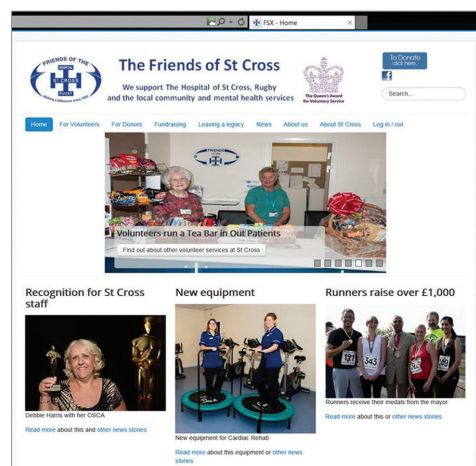 FSX - Home
FRIENDS OF THE
HOSPITAL
ST CROSS
RUGBY
The Friends of St Cross
We support The Hospital of St Cross, Rugby
and the local community and mental health services
The Queen's Award
for Voluntary Service
To Donate
click here.
Search...
Home For Volunteers For Donors Fundraising Leaving a legacy News About us About St Cross Log in / out
Volunteers run a Tea Bar in Out Patients
Find out about other volunteer services at St Cross
Recognition for St Cross
staff
Debbie Harris with her OSCA
Read more about this and other news stories
New equipment
New equipment for Cardiac Rehab
Read more about this equipment or other news
stories
Runners raise over £1,000
121
343
345
Runners receive their medals from the mayor
Read more about this or other news stories